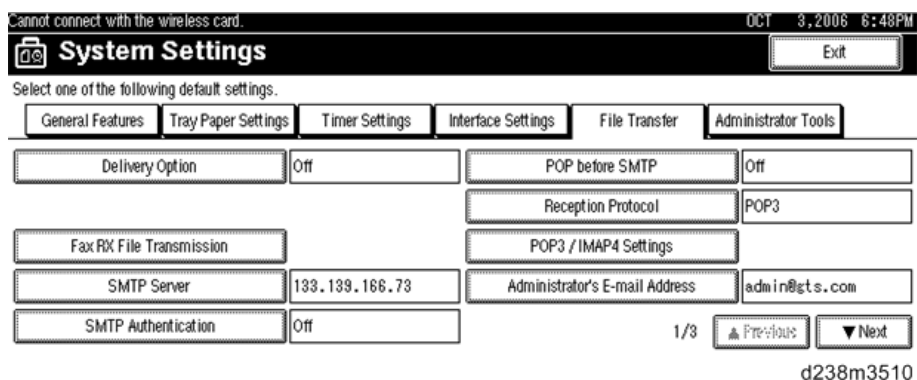 Cannot connect with the wireless card. OCT 3,2006 6:48PM
System Settings Exit
Select one of the following default settings.
General Features Tray Paper Settings Timer Settings Interface Settings File Transfer Administrator Tools
Delivery Option Off POP before SMTP Off
Reception Protocol POP3
Fax RX File Transmission POP3 / IMAP4 Settings
SMTP Server 133.139.166.73 Administrator's E-mail Address admin@gts.com
SMTP Authentication Off 1/3 ▲ Previous ▼ Next
d238m3510